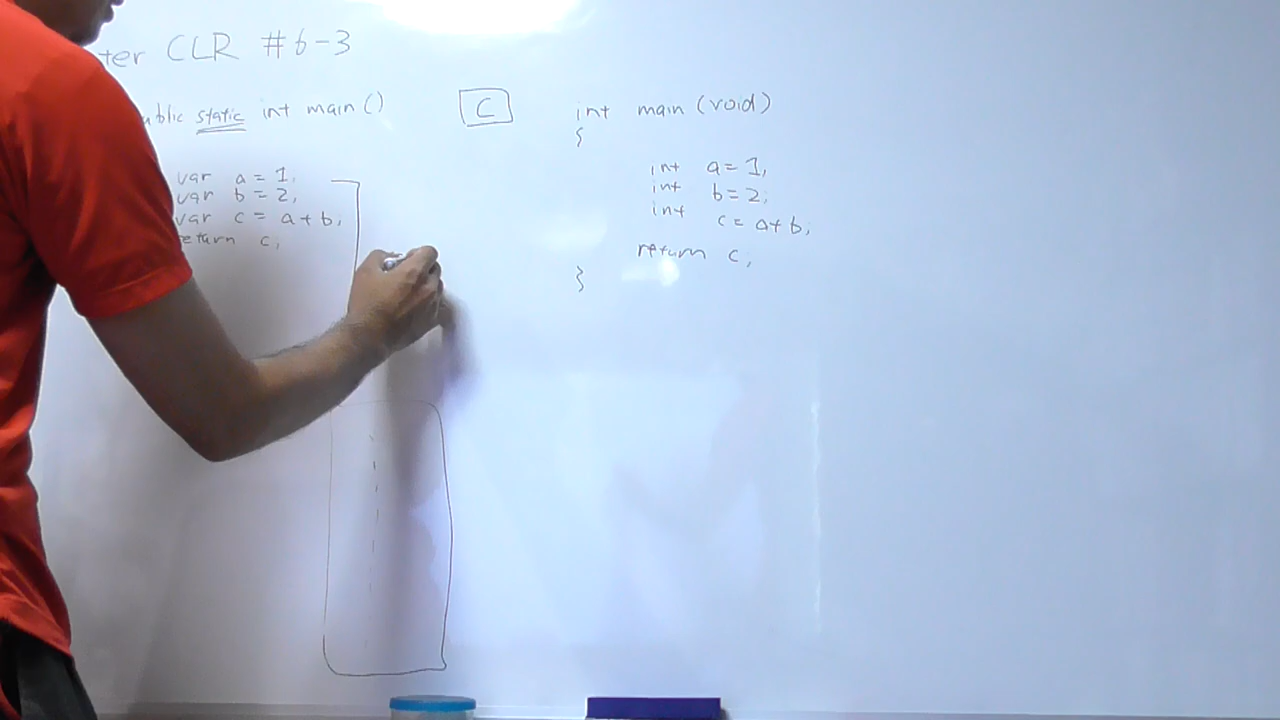 ter CLR #6-3
ublic static int main()
var a = 1;
var b = 2;
var c = a + b;
eturn c;
C
int main (void)
{
int a = 1;
int b = 2;
int c = a + b;
return c;
}